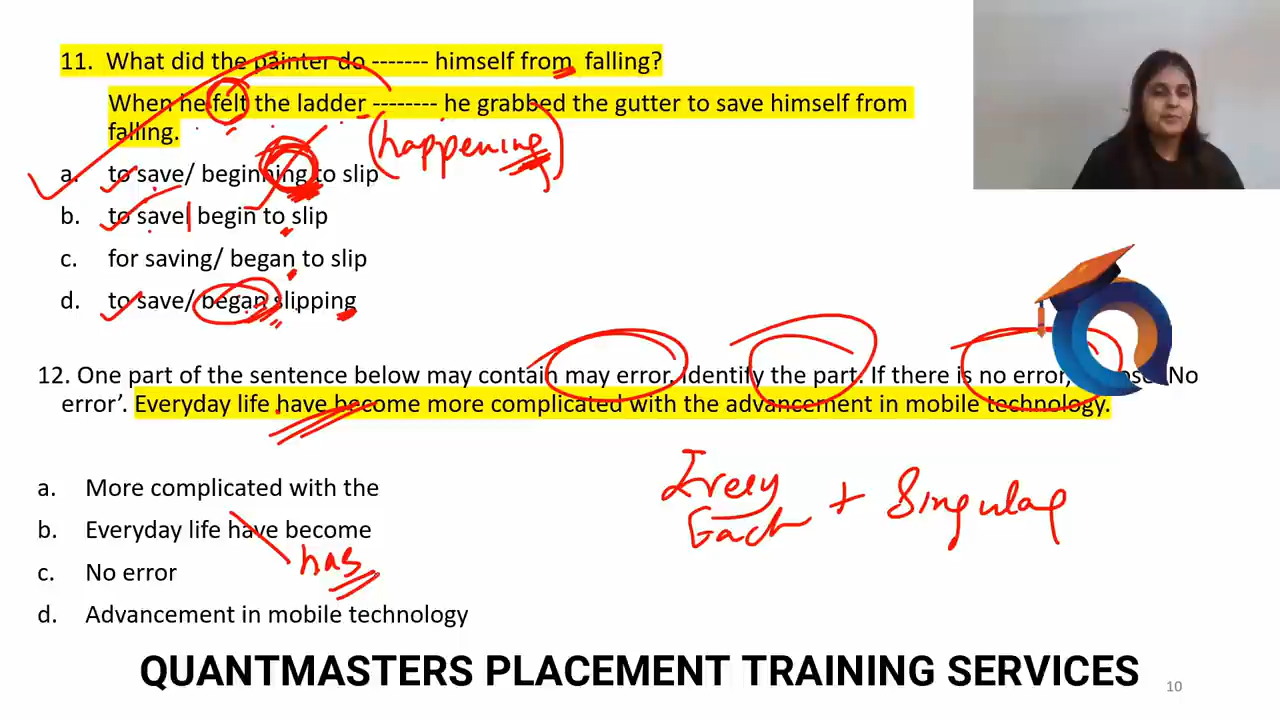 11. What did the painter do ------- himself from falling?
When he felt the ladder -------- he grabbed the gutter to save himself from
falling.
(happening)
a. to save/ beginning to slip
b. to save| begin to slip
c. for saving/ began to slip
d. to save/ began slipping
12. One part of the sentence below may contain may error. Identify the part. If there is no error, 'No
error’. Everyday life have become more complicated with the advancement in mobile technology.
a. More complicated with the
b. Everyday life have become
has
c. No error
d. Advancement in mobile technology
Every
Each + Singular
QUANTMASTERS PLACEMENT TRAINING SERVICES
10